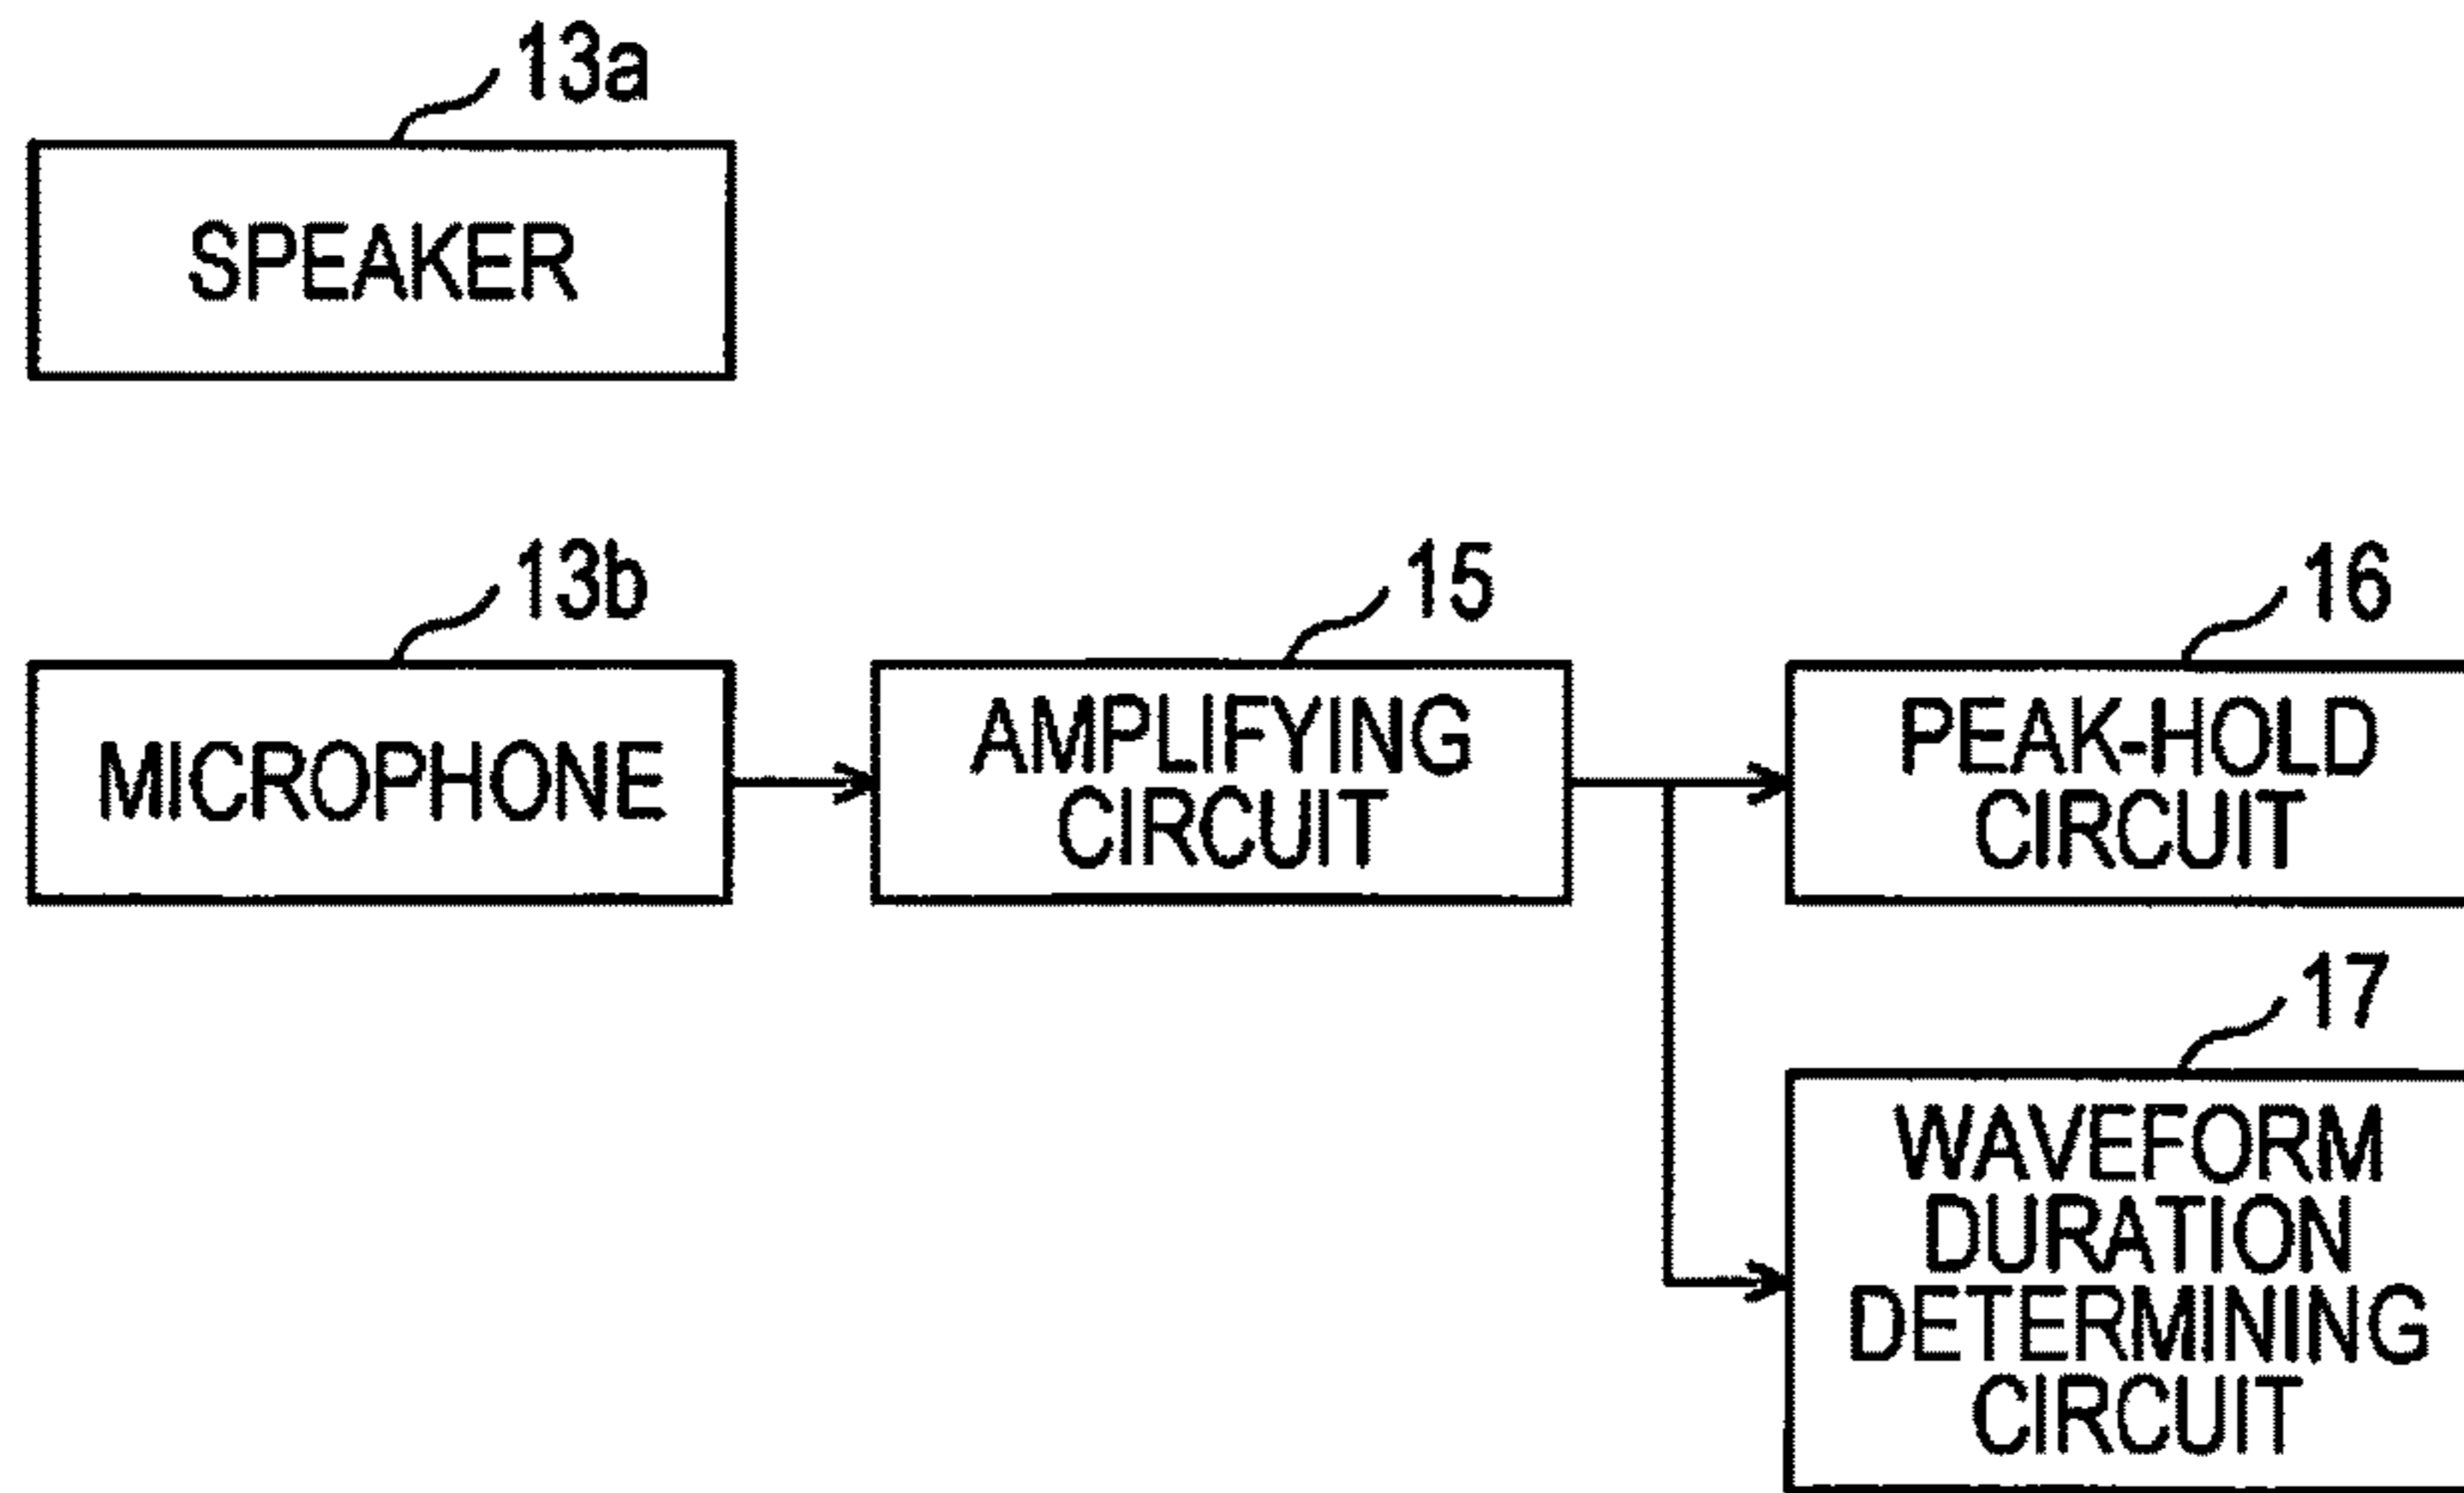 13a
SPEAKER
13b
MICROPHONE
15
AMPLIFYING
CIRCUIT
16
PEAK-HOLD
CIRCUIT
17
WAVEFORM
DURATION
DETERMINING
CIRCUIT